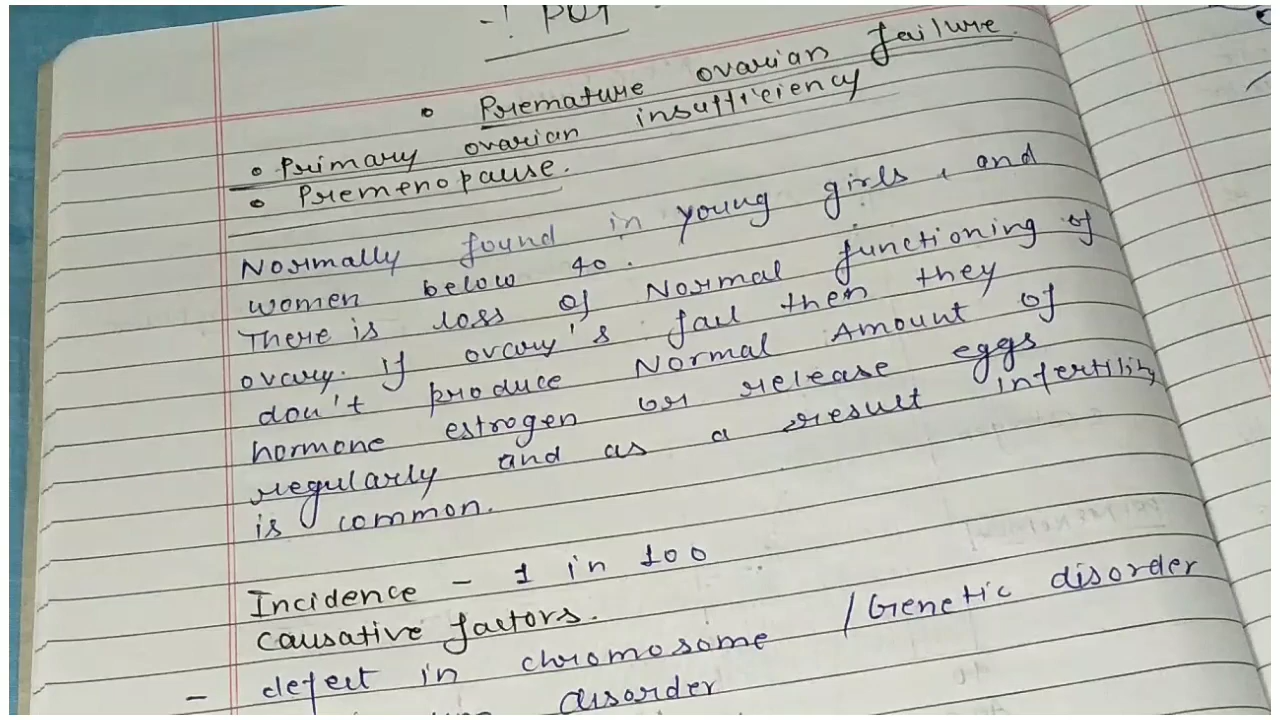 • Premature ovarian failure.
• Primary ovarian insufficiency
• Premenopause.
Normally found in young girls, and
women below 40.
There is loss of Normal functioning of
ovary. If ovary's fail then they
don't produce Normal Amount of
hormone estrogen or release eggs
regularly and as a result infertility
is common.
Incidence - 1 in 100
Causative factors.
- defect in chromosome / Genetic disorder
disorder